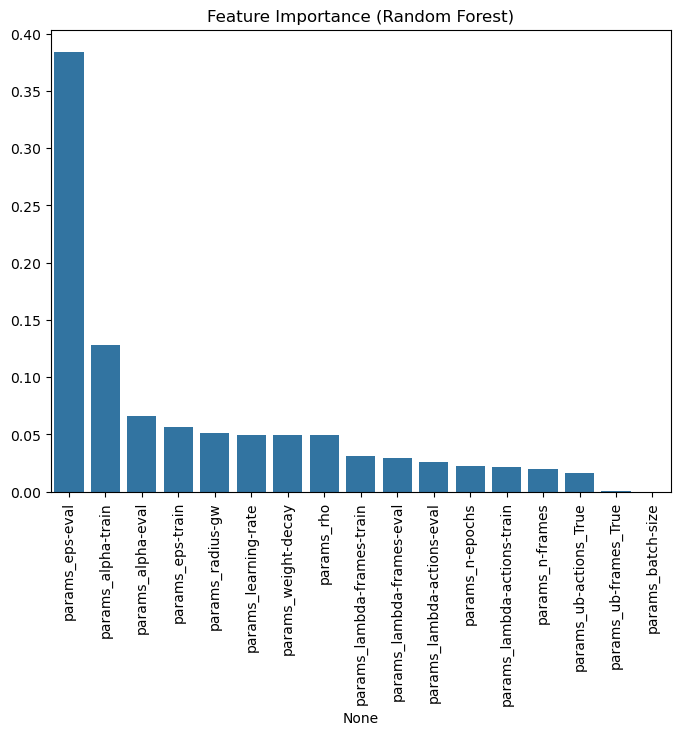 Feature Importance (Random Forest)
0.40
0.35
0.30
0.25
0.20
0.15
0.10
0.05
0.00
params_eps-eval
params_alpha-train
params_alpha-eval
params_eps-train
params_radius-gw
params_learning-rate
params_weight-decay
params_rho
params_lambda-frames-train
params_lambda-frames-eval
params_lambda-actions-eval
params_n-epochs
params_lambda-actions-train
params_n-frames
params_ub-actions_True
params_ub-frames_True
params_batch-size
None